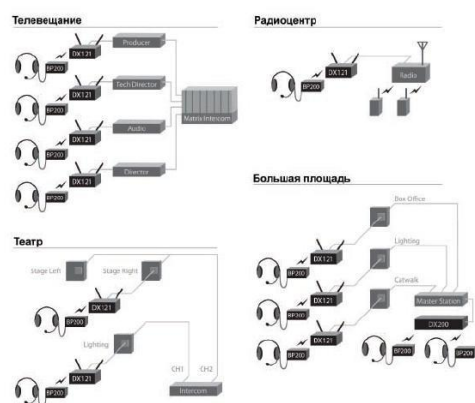 Телевещание
Producer
DX121
BP200
Tech Director
DX121
BP200
Matrix Intercom
Audio
DX121
BP200
Director
DX121
BP200
Радиоцентр
DX121
BP200
Radio
Театр
Stage Left
Stage Right
DX121
BP200
Lighting
DX121
BP200
CH1
CH2
Intercom
Большая площадь
Box Office
DX121
BP200
Lighting
DX121
BP200
Catwalk
DX121
BP200
Master Station
DX200
BP200
BP200